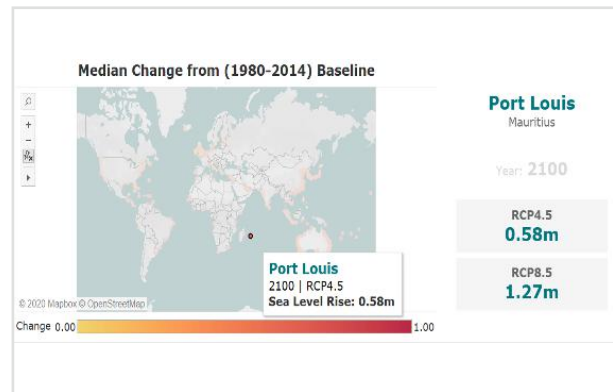 Median Change from (1980-2014) Baseline
+
−
Port Louis
Mauritius
Year: 2100
RCP4.5
0.58m
RCP8.5
1.27m
Port Louis
2100 | RCP4.5
Sea Level Rise: 0.58m
© 2020 Mapbox © OpenStreetMap
Change 0.00 1.00